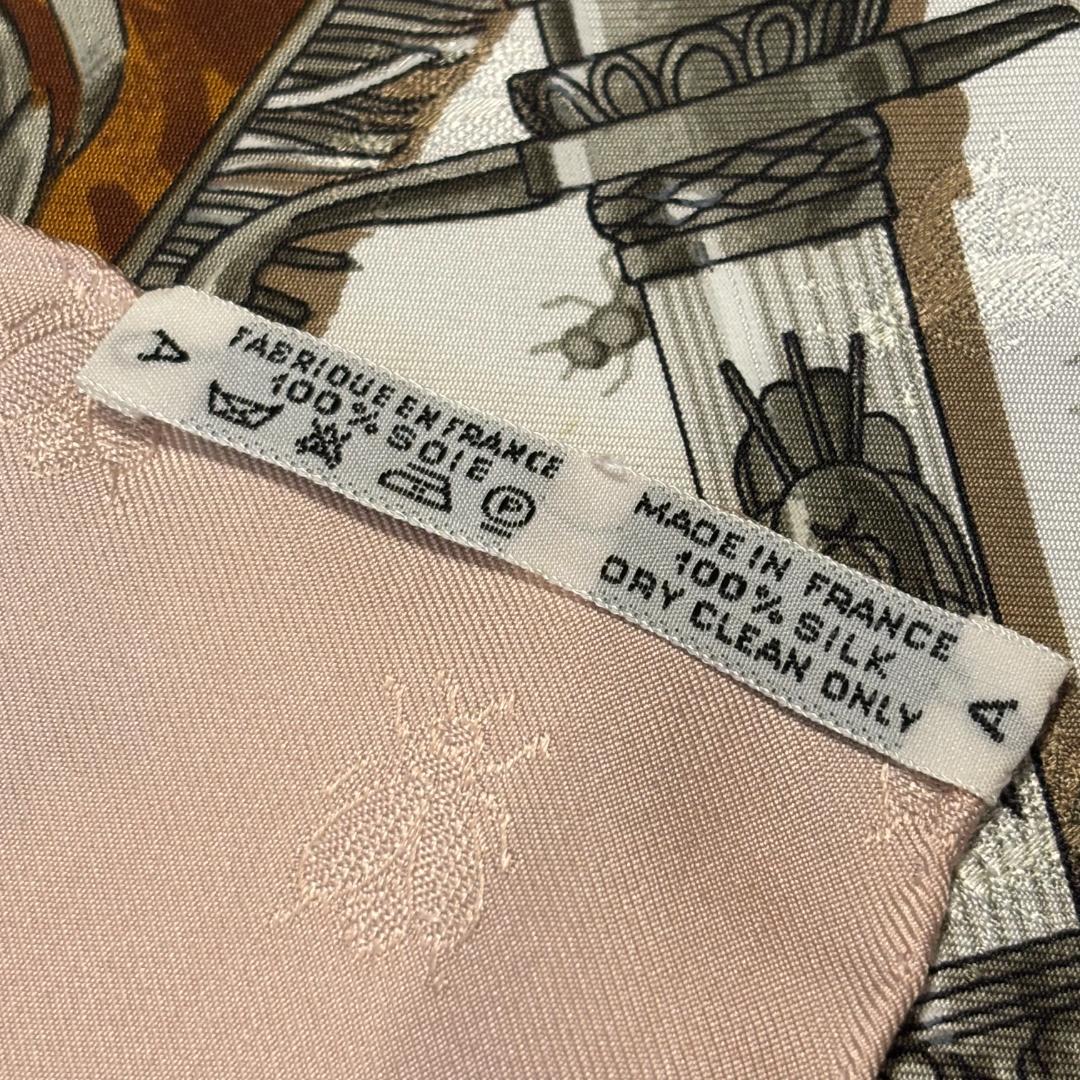 A
FABRIQUE EN FRANCE
100% SOIE
P
MADE IN FRANCE
100% SILK
DRY CLEAN ONLY
A